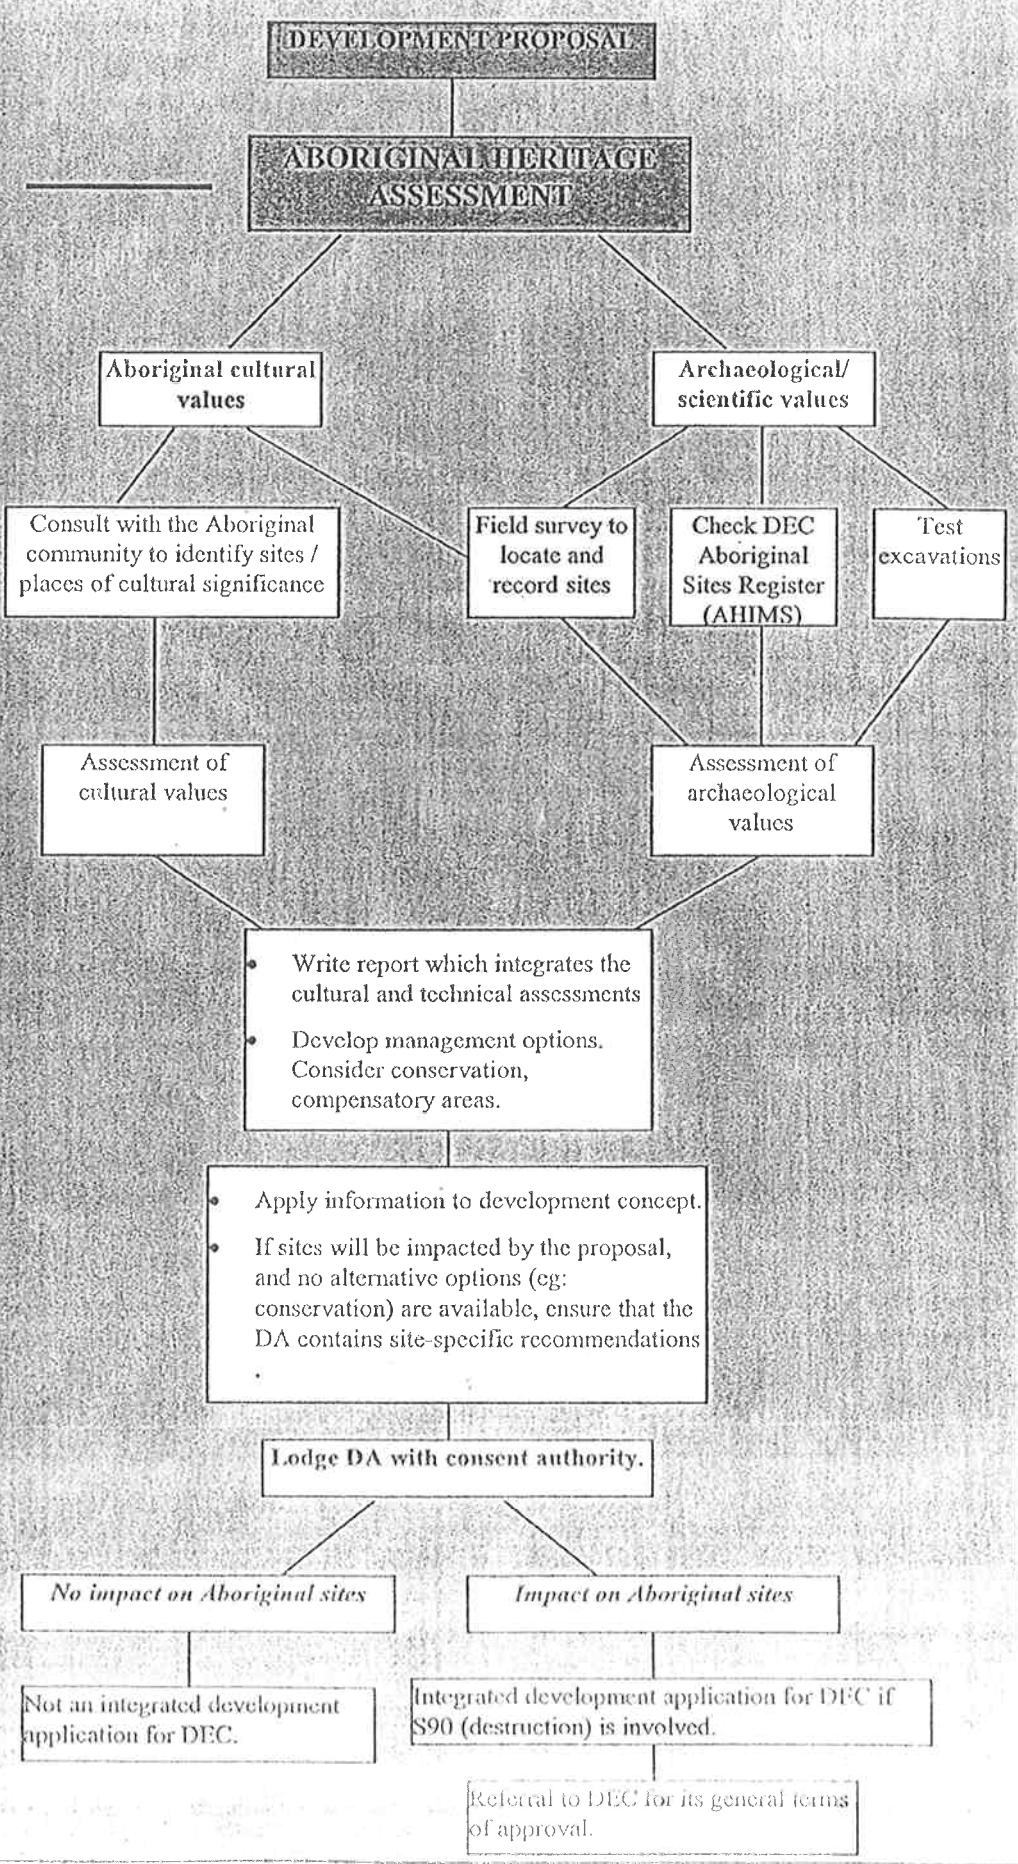 DEVELOPMENT PROPOSAL
ABORIGINAL HERITAGE
ASSESSMENT
Aboriginal cultural
values
Archaeological/
scientific values
Consult with the Aboriginal
community to identify sites /
places of cultural significance
Field survey to
locate and
record sites
Check DEC
Aboriginal
Sites Register
(AHIMS)
Test
excavations
Assessment of
cultural values
Assessment of
archaeological
values
• Write report which integrates the
cultural and technical assessments
• Develop management options.
Consider conservation,
compensatory areas.
• Apply information to development concept.
• If sites will be impacted by the proposal,
and no alternative options (eg:
conservation) are available, ensure that the
DA contains site-specific recommendations
.
Lodge DA with consent authority.
No impact on Aboriginal sites
Impact on Aboriginal sites
Not an integrated development
application for DEC.
Integrated development application for DEC if
S90 (destruction) is involved.
Referral to DEC for its general terms
of approval.